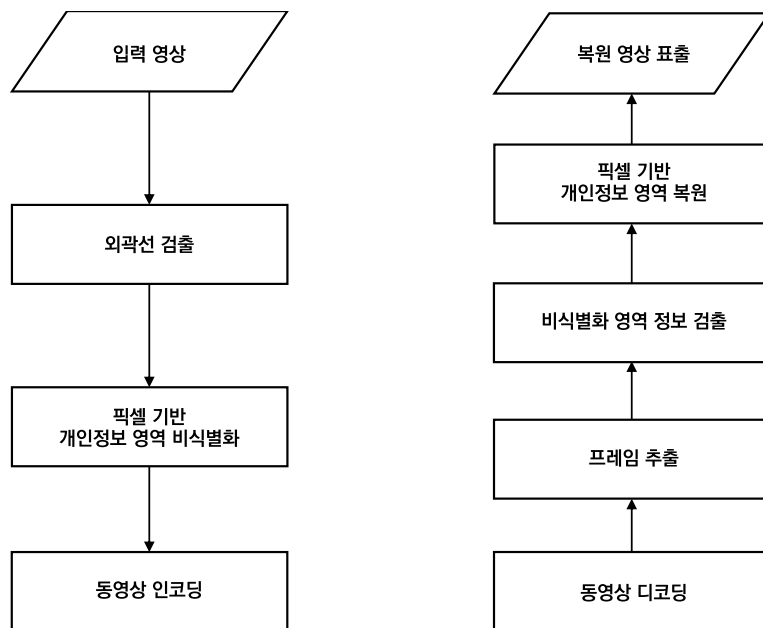 입력 영상
외곽선 검출
픽셀 기반
개인정보 영역 비식별화
동영상 인코딩
복원 영상 표출
픽셀 기반
개인정보 영역 복원
비식별화 영역 정보 검출
프레임 추출
동영상 디코딩